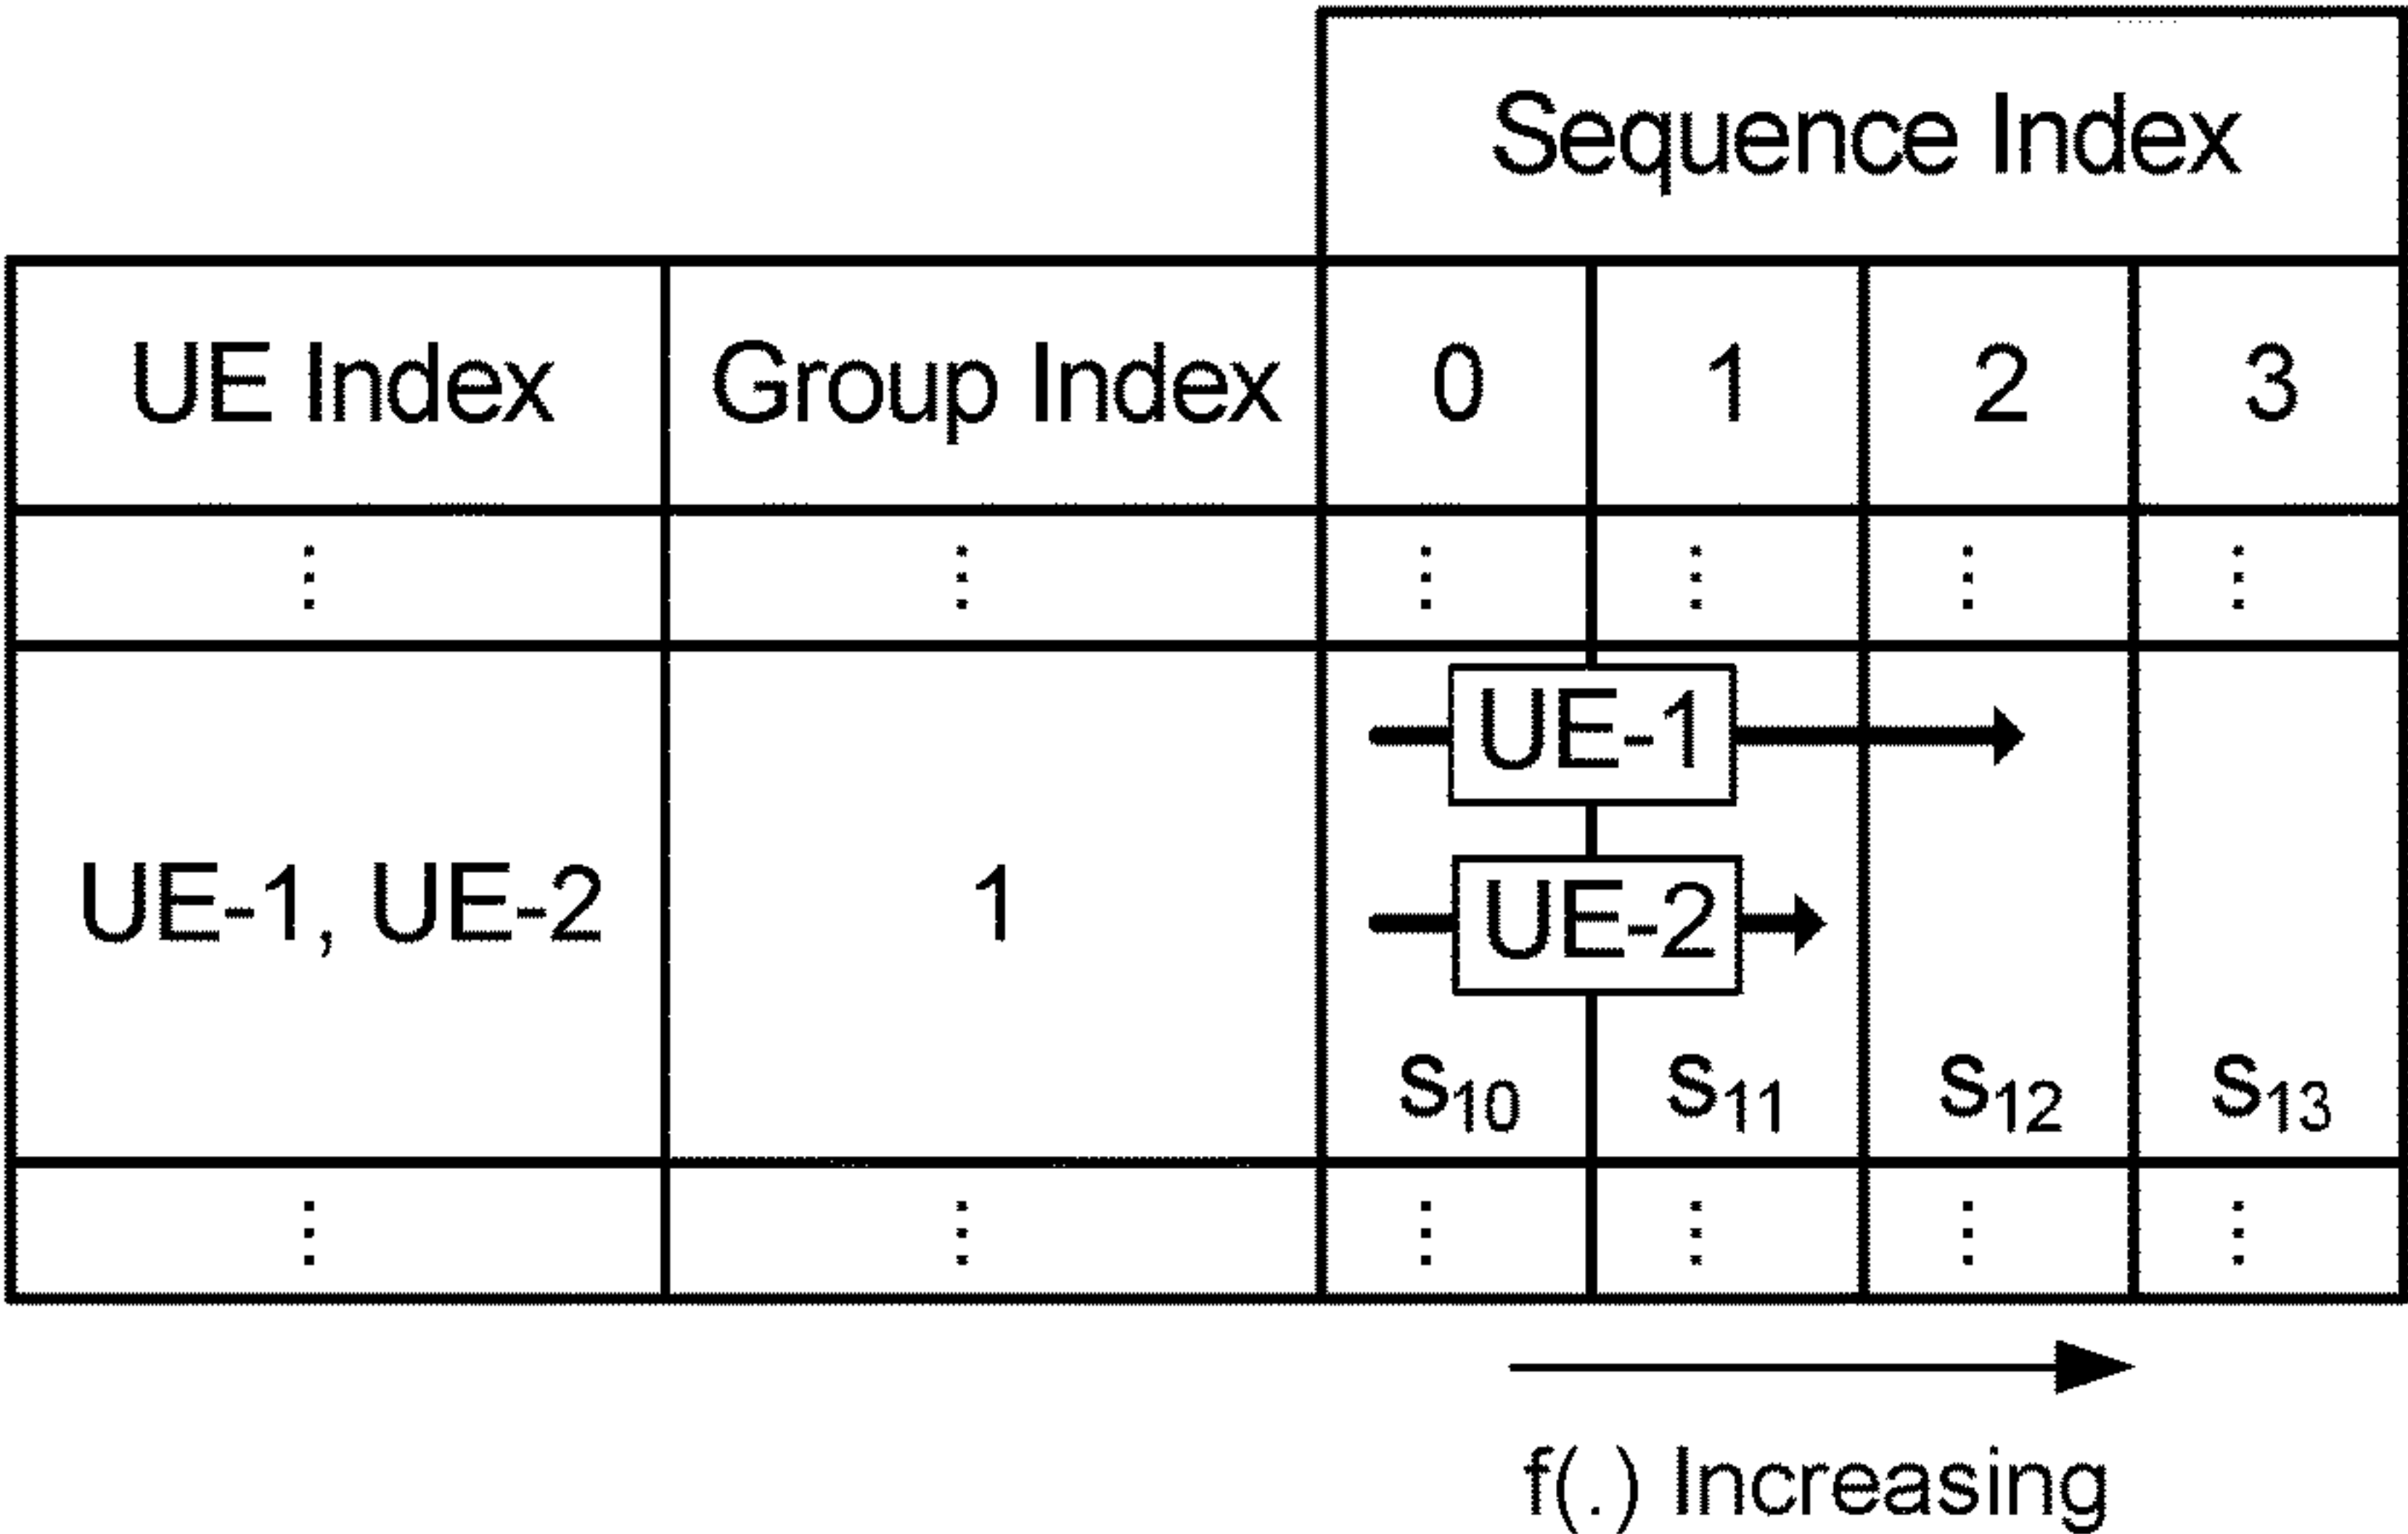 Sequence Index
UE Index Group Index 0 1 2 3
⋮ ⋮ ⋮ ⋮ ⋮ ⋮
UE-1
UE-1, UE-2 1 UE-2
s₁₀ s₁₁ s₁₂ s₁₃
⋮ ⋮ ⋮ ⋮ ⋮ ⋮
f(.) Increasing